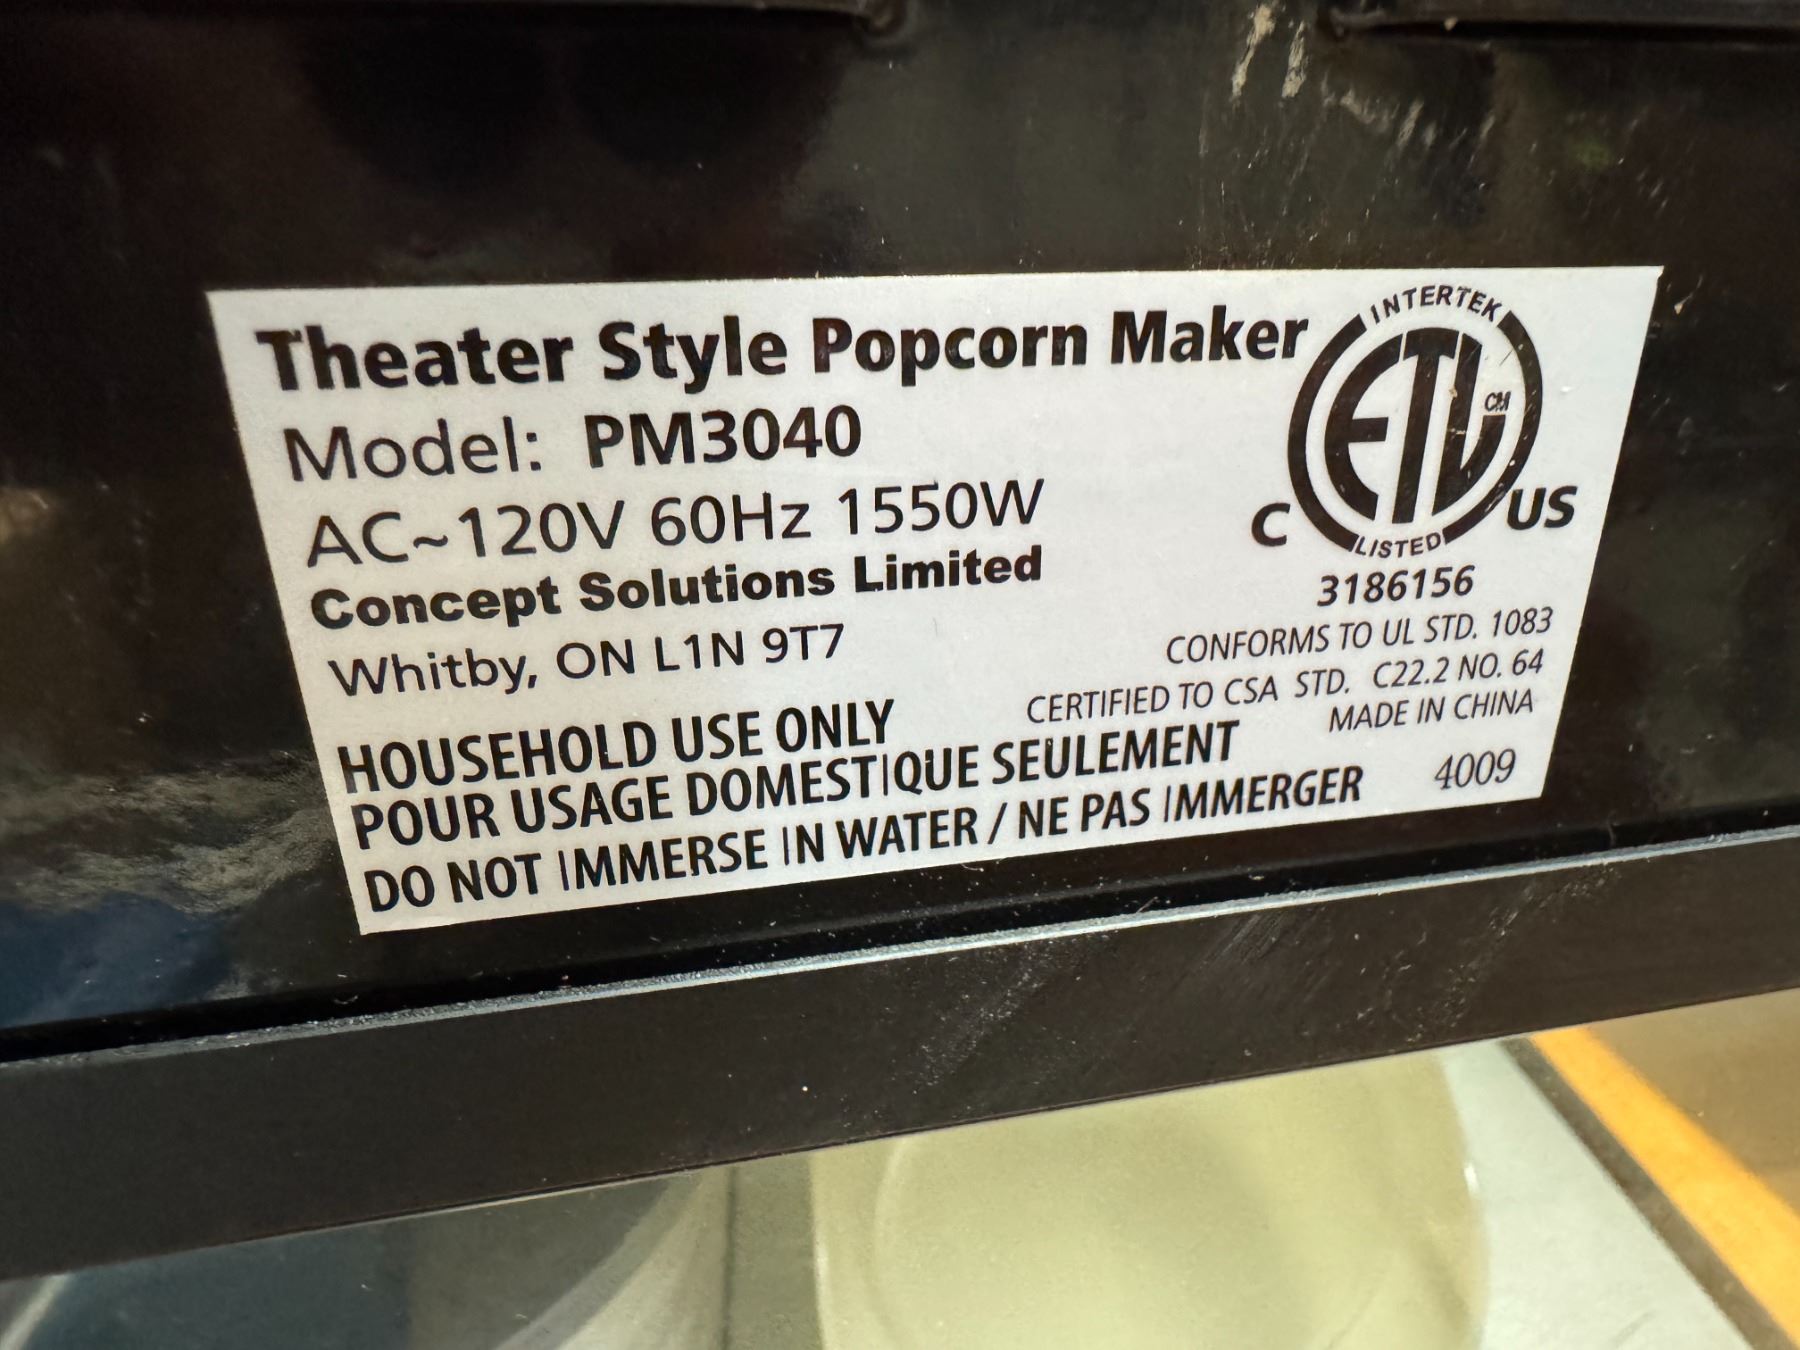 Theater Style Popcorn Maker
Model: PM3040
AC~120V 60Hz 1550W
Concept Solutions Limited
Whitby, ON L1N 9T7
HOUSEHOLD USE ONLY
POUR USAGE DOMESTIQUE SEULEMENT
DO NOT IMMERSE IN WATER / NE PAS IMMERGER
INTERTEK
ETL CM
C US
LISTED
3186156
CONFORMS TO UL STD. 1083
CERTIFIED TO CSA STD. C22.2 NO. 64
MADE IN CHINA
4009